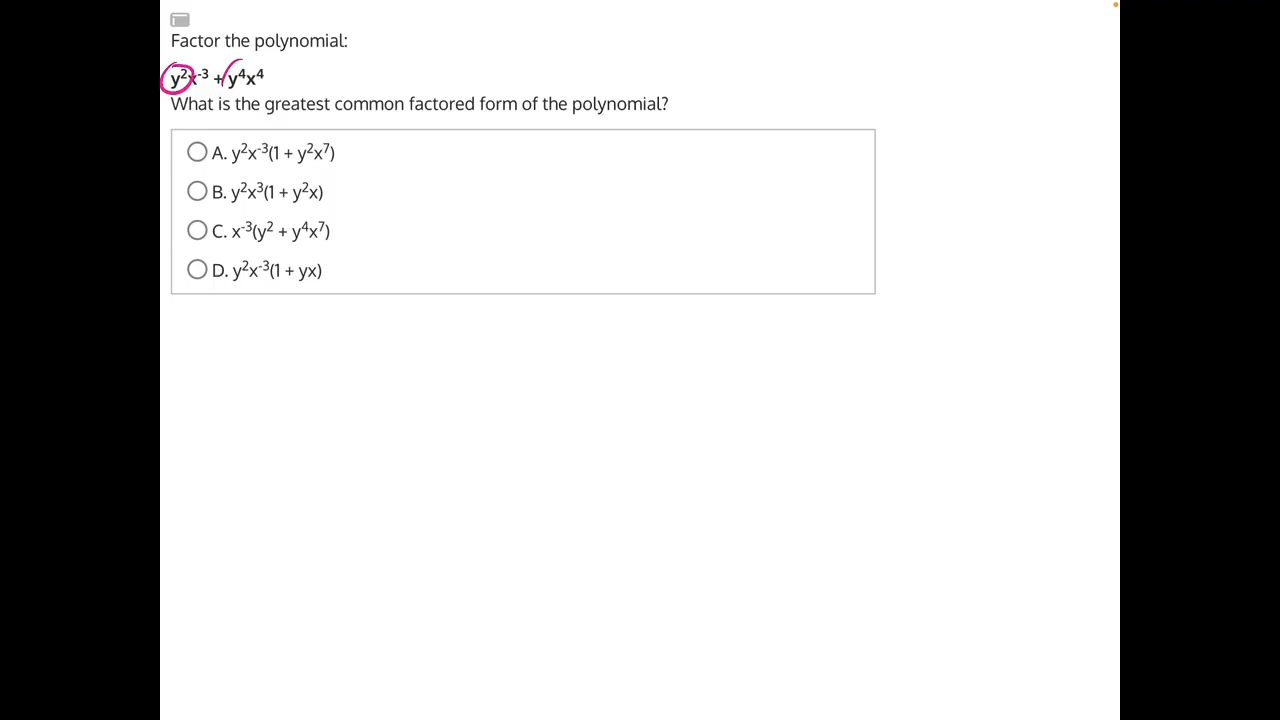 Factor the polynomial:
y²x⁻³ + y⁴x⁴
What is the greatest common factored form of the polynomial?
A. y²x⁻³(1 + y²x⁷)
B. y²x³(1 + y²x)
C. x⁻³(y² + y⁴x⁷)
D. y²x⁻³(1 + yx)